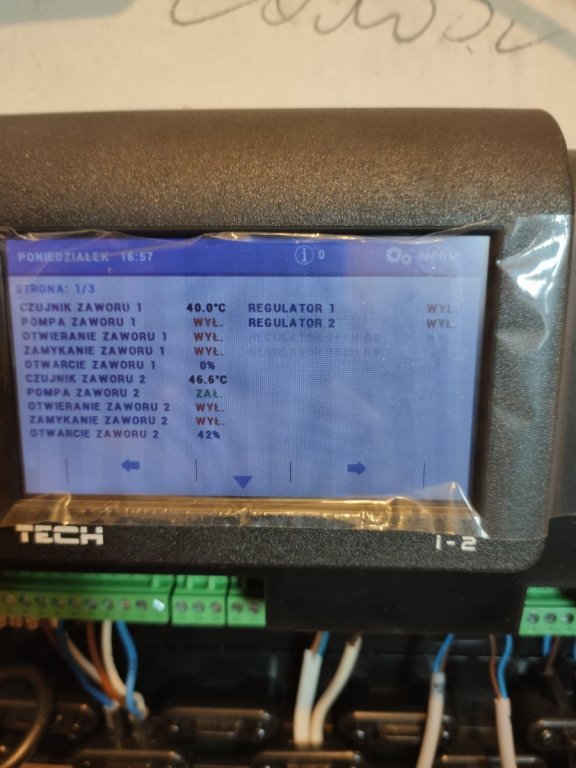 PONIEDZIAŁEK 16:57 i 0 MENU
STRONA: 1/3
CZUJNIK ZAWORU 1 40.0°C REGULATOR 1 WYŁ.
POMPA ZAWORU 1 WYŁ. REGULATOR 2 WYŁ.
OTWIERANIE ZAWORU 1 WYŁ.
ZAMYKANIE ZAWORU 1 WYŁ.
OTWARCIE ZAWORU 1 0%
CZUJNIK ZAWORU 2 46.6°C
POMPA ZAWORU 2 ZAŁ.
OTWIERANIE ZAWORU 2 WYŁ.
ZAMYKANIE ZAWORU 2 WYŁ.
OTWARCIE ZAWORU 2 42%
TECH i-2